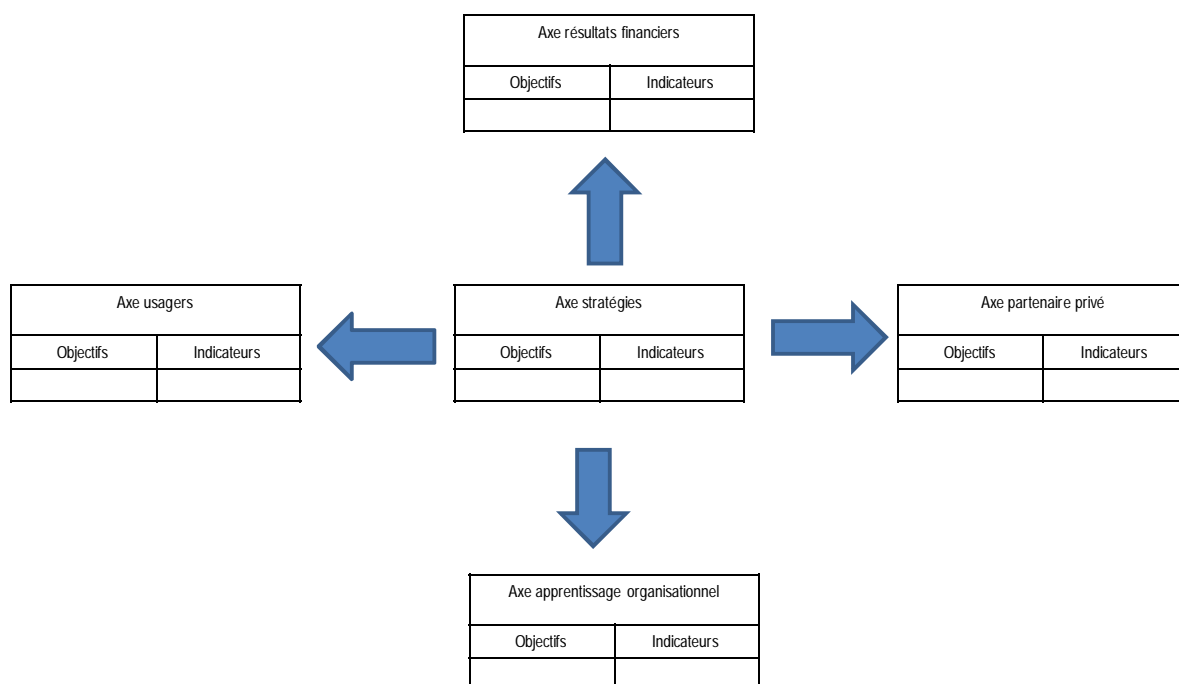 Axe résultats financiers
Objectifs Indicateurs
Axe usagers
Objectifs Indicateurs
Axe stratégies
Objectifs Indicateurs
Axe partenaire privé
Objectifs Indicateurs
Axe apprentissage organisationnel
Objectifs Indicateurs